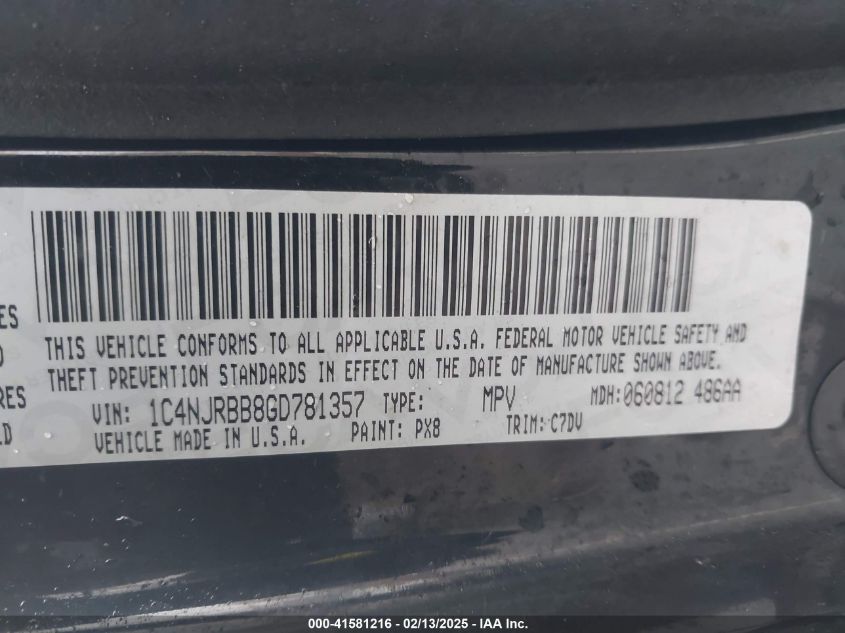 ES
THIS VEHICLE CONFORMS TO ALL APPLICABLE U.S.A. FEDERAL MOTOR VEHICLE SAFETY AND
THEFT PREVENTION STANDARDS IN EFFECT ON THE DATE OF MANUFACTURE SHOWN ABOVE.
RES
VIN: 1C4NJRBB8GD781357 TYPE: MPV MDH:060812 486AA
LD
VEHICLE MADE IN U.S.A. PAINT: PX8 TRIM: C7DV
000-41581216 - 02/13/2025 - IAA Inc.